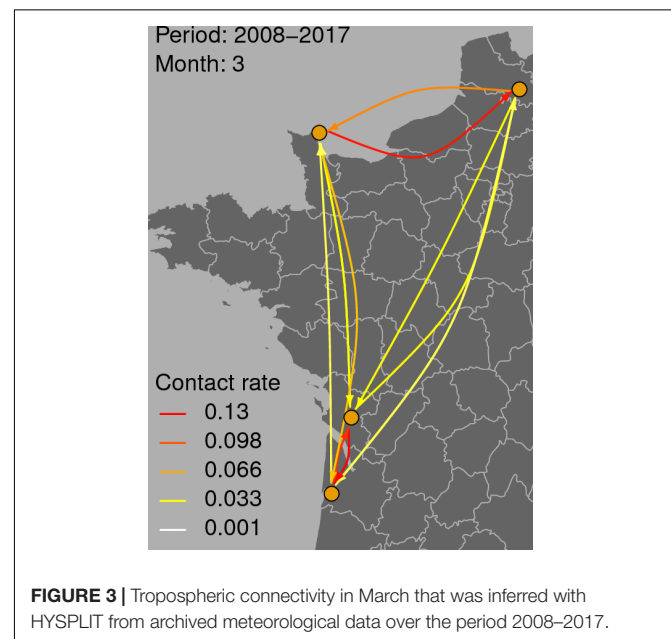 Period: 2008–2017
Month: 3
Contact rate
0.13
0.098
0.066
0.033
0.001
FIGURE 3 | Tropospheric connectivity in March that was inferred with
HYSPLIT from archived meteorological data over the period 2008–2017.